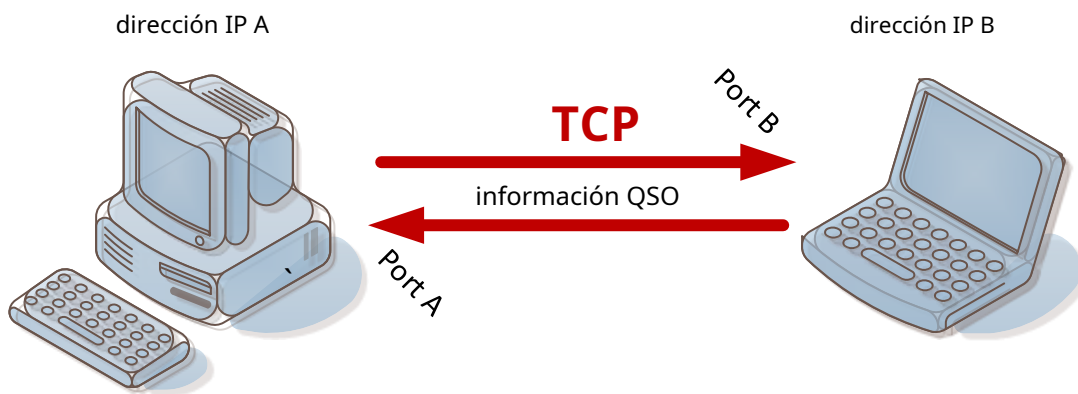 dirección IP A
dirección IP B
Port B
TCP
información QSO
Port A